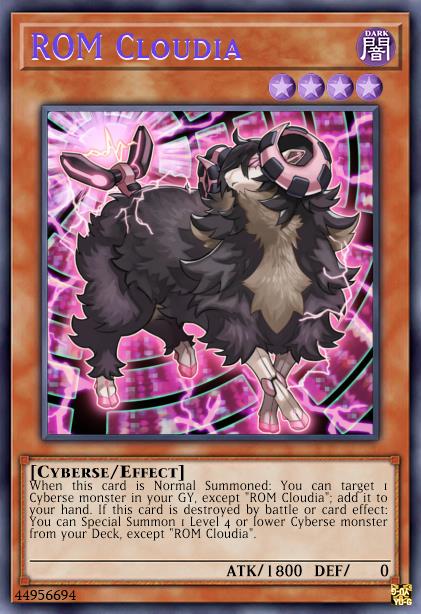 ROM Cloudia
DARK
闇
[Cyberse/Effect]
When this card is Normal Summoned: You can target 1
Cyberse monster in your GY, except "ROM Cloudia"; add it to
your hand. If this card is destroyed by battle or card effect:
You can Special Summon 1 Level 4 or lower Cyberse monster
from your Deck, except "ROM Cloudia".
ATK/1800 DEF/ 0
44956694